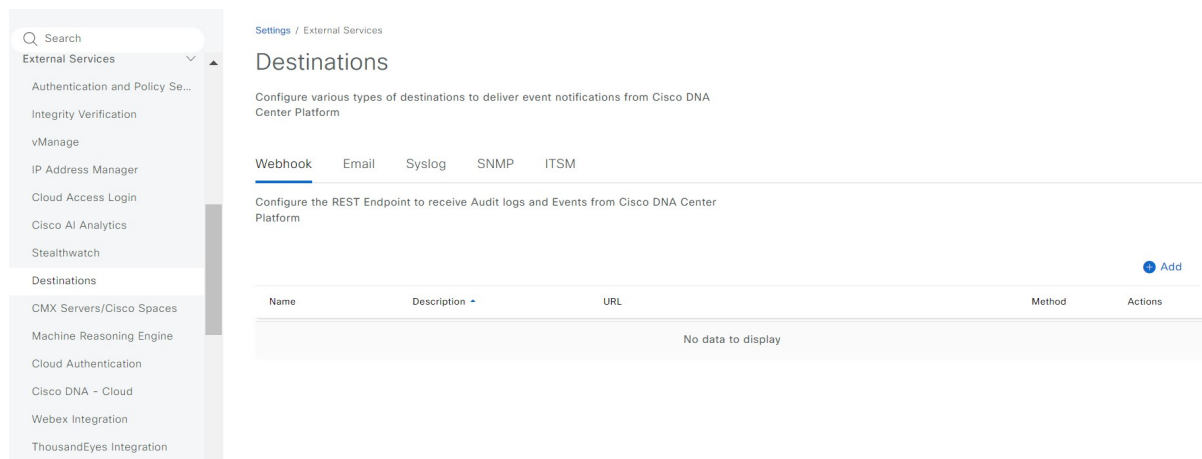 Search
External Services
Authentication and Policy Se...
Integrity Verification
vManage
IP Address Manager
Cloud Access Login
Cisco AI Analytics
Stealthwatch
Destinations
CMX Servers/Cisco Spaces
Machine Reasoning Engine
Cloud Authentication
Cisco DNA - Cloud
Webex Integration
ThousandEyes Integration
Settings / External Services
Destinations
Configure various types of destinations to deliver event notifications from Cisco DNA
Center Platform
Webhook Email Syslog SNMP ITSM
Configure the REST Endpoint to receive Audit logs and Events from Cisco DNA Center
Platform
Add
Name Description URL Method Actions
No data to display